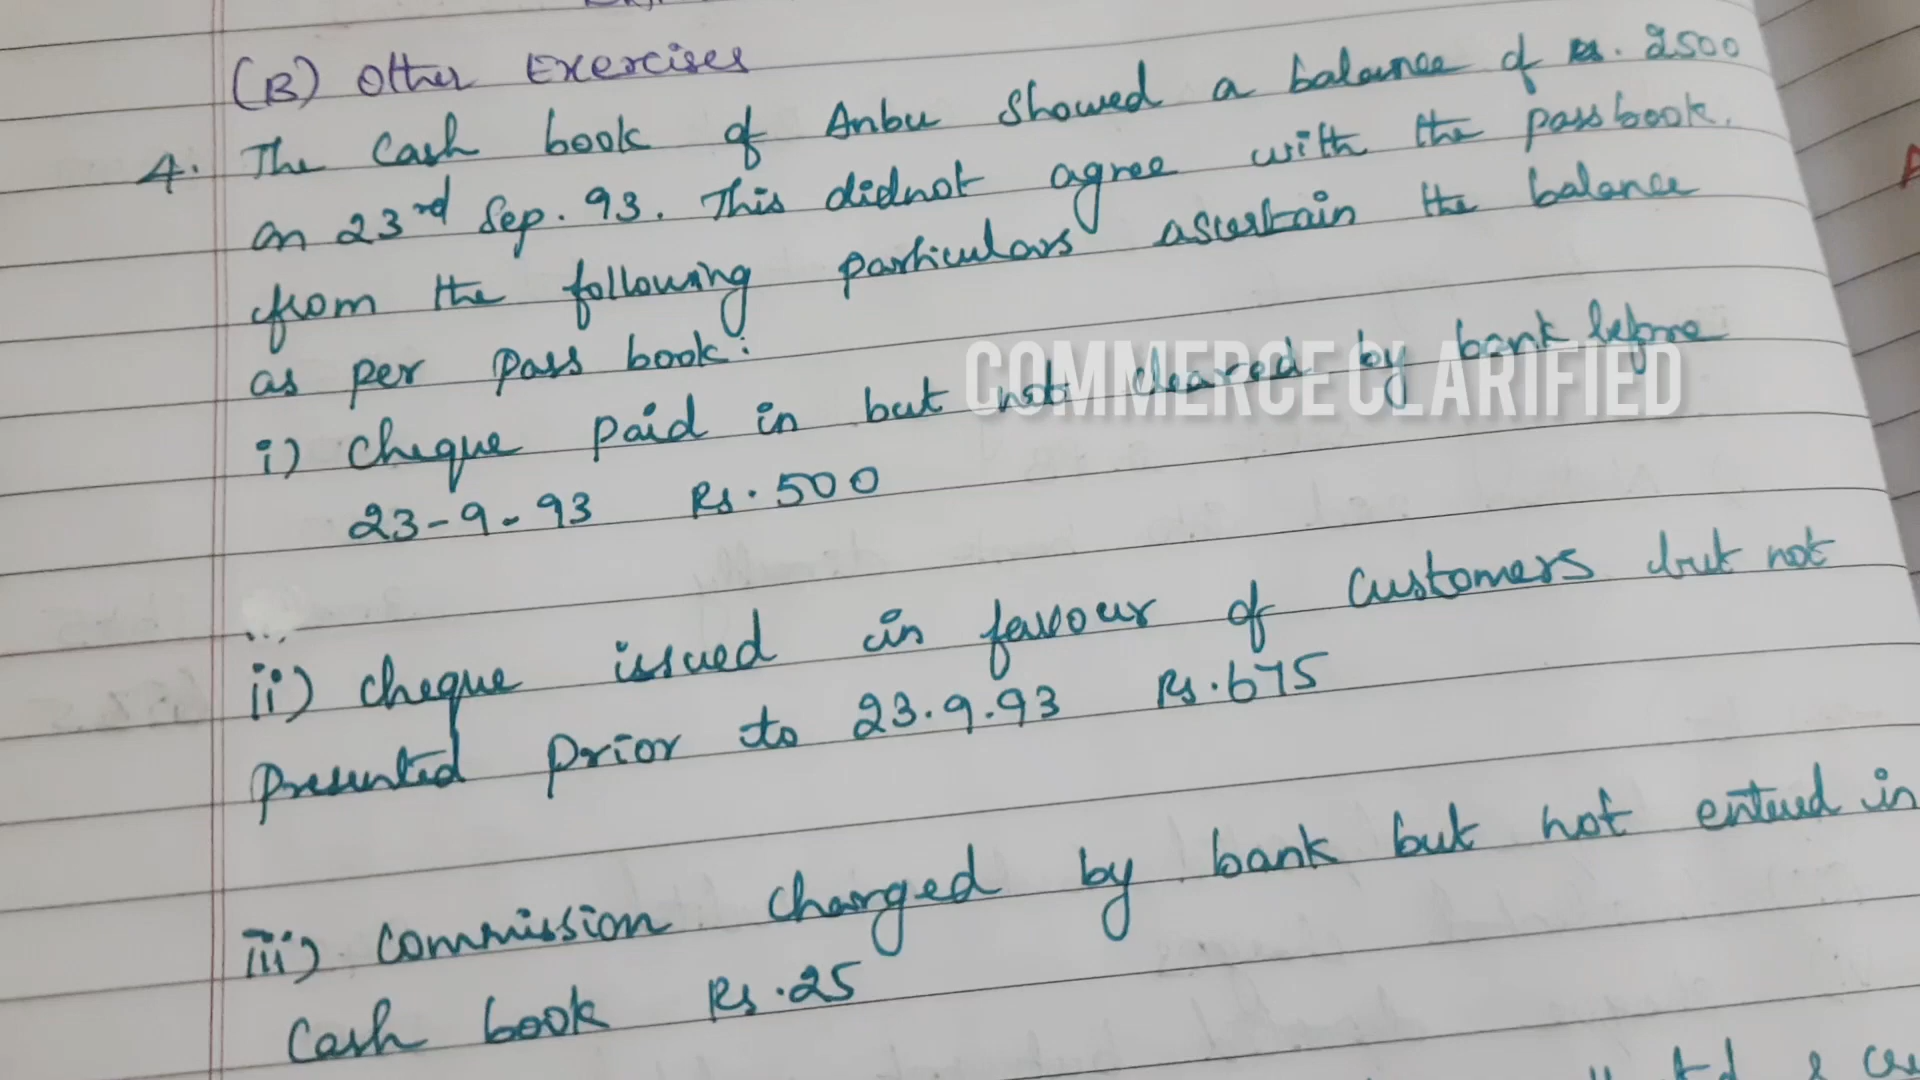 (B) Other Exercises
4. The Cash book of Anbu Showed a balance of Rs. 2500
on 23rd Sep. 93. This didnot agree with the passbook.
from the following particulars ascertain the balance
as per pass book:
i) Cheque paid in but not cleared by bank before
23-9-93 Rs. 500
ii) Cheque issued in favour of Customers but not
presented prior to 23.9.93 Rs. 675
iii) Commission charged by bank but not entered in
Cash book Rs. 25
COMMERCE CLARIFIED